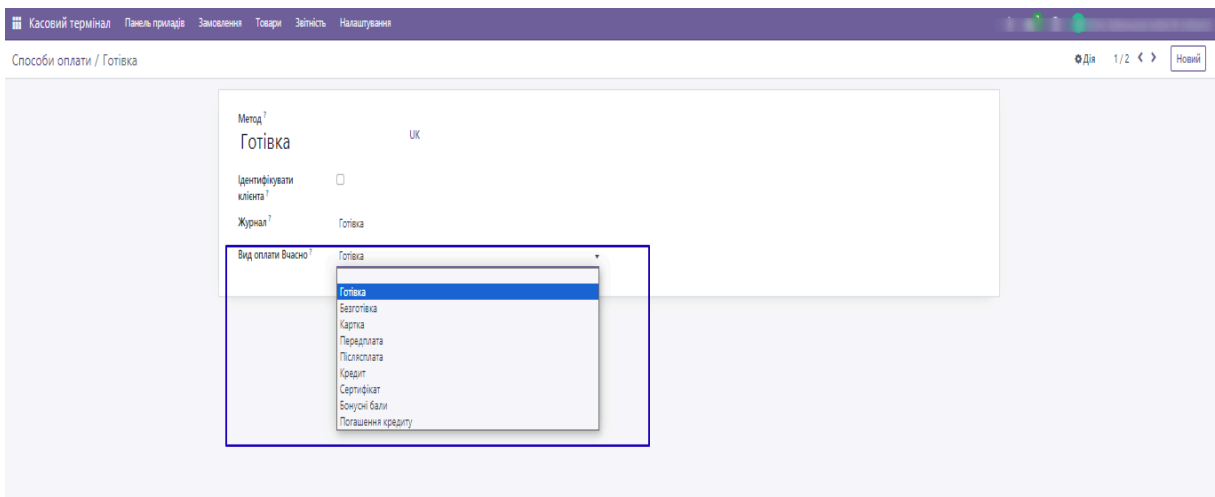 Касовий термінал Панель приладів Замовлення Товари Звітність Налаштування
Способи оплати / Готівка Дія 1 / 2 Новий
Метод ?
Готівка UK
Ідентифікувати
клієнта ?
Журнал ? Готівка
Вид оплати Вчасно ? Готівка
Готівка
Безготівка
Картка
Передплата
Післясплата
Кредит
Сертифікат
Бонусні бали
Погашення кредиту